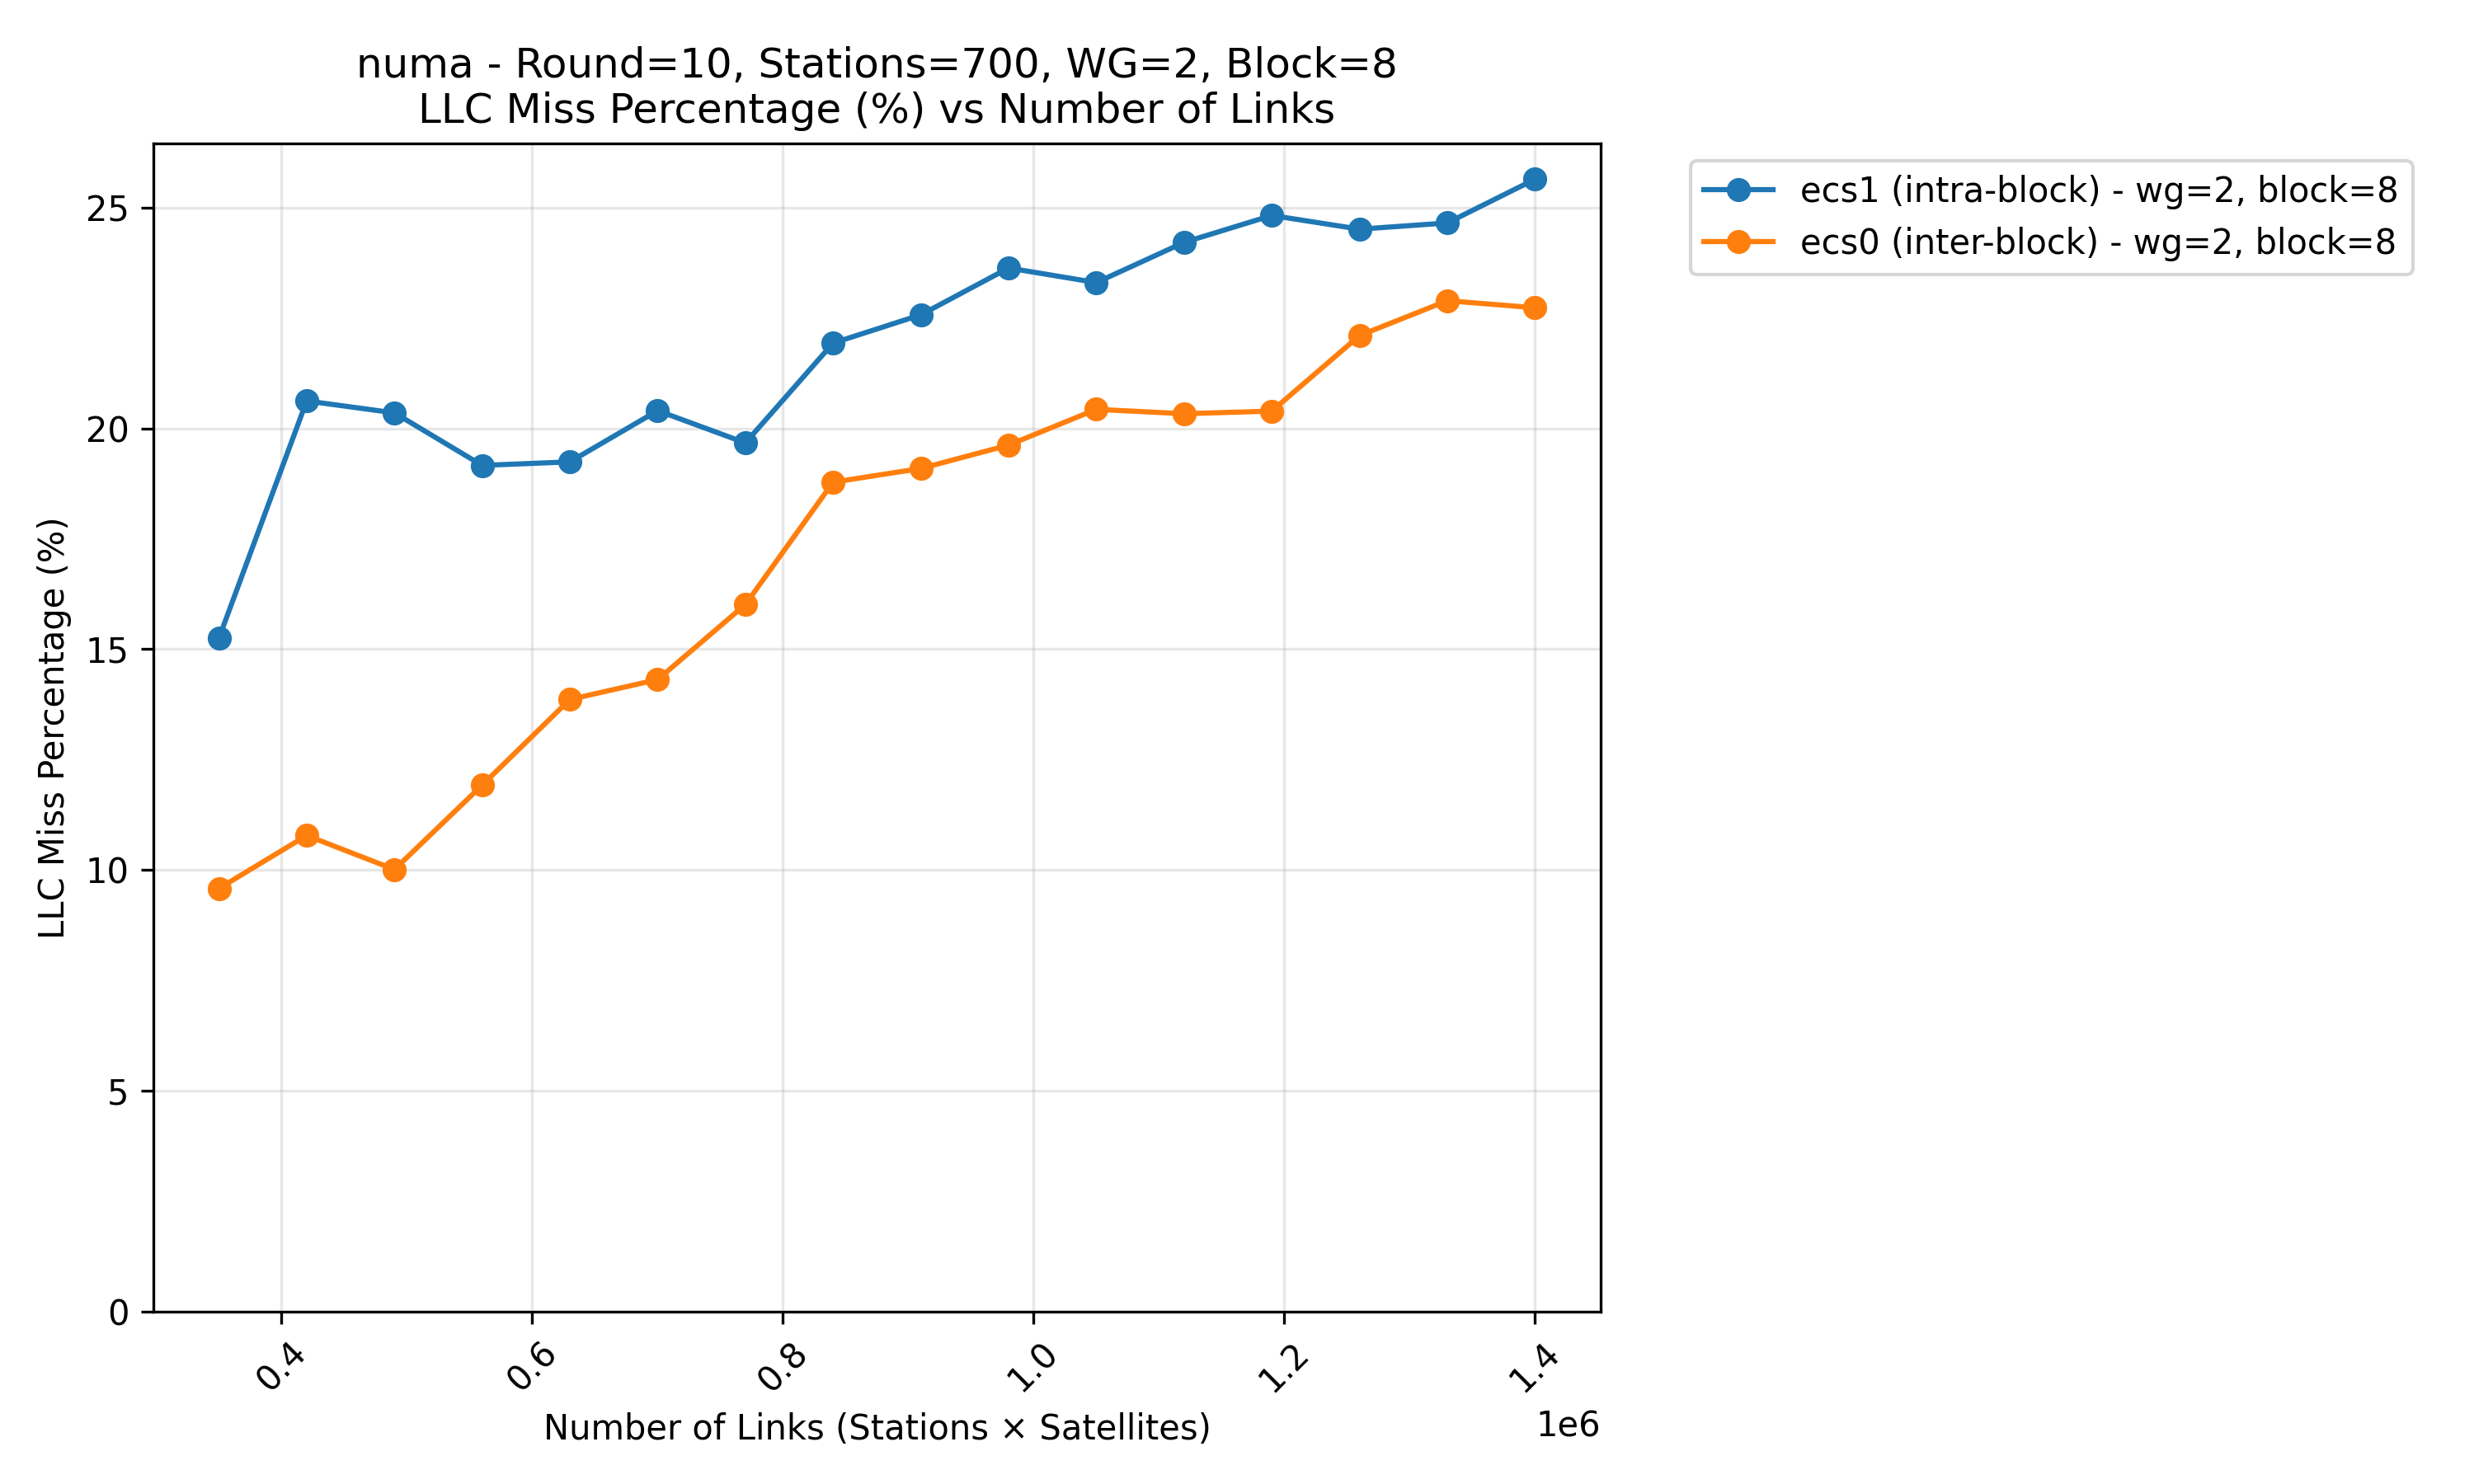 numa - Round=10, Stations=700, WG=2, Block=8
LLC Miss Percentage (%) vs Number of Links
ecs1 (intra-block) - wg=2, block=8
ecs0 (inter-block) - wg=2, block=8
LLC Miss Percentage (%)
25
20
15
10
5
0
0.4
0.6
0.8
1.0
1.2
1.4
1e6
Number of Links (Stations × Satellites)